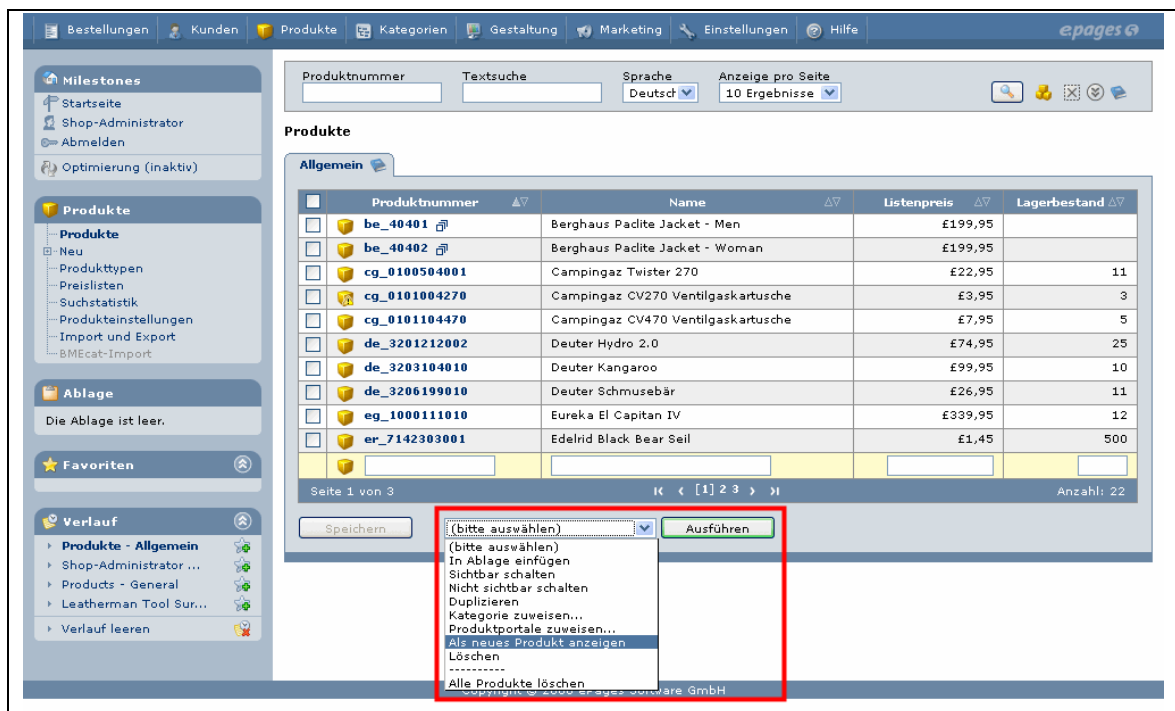 Bestellungen Kunden Produkte Kategorien Gestaltung Marketing Einstellungen Hilfe epages
Milestones
Startseite
Shop-Administrator
Abmelden
Optimierung (inaktiv)
Produkte
Produkte
Neu
Produkttypen
Preislisten
Suchstatistik
Produkteinstellungen
Import und Export
BMEcat-Import
Ablage
Die Ablage ist leer.
Favoriten
Verlauf
Produkte - Allgemein
Shop-Administrator ...
Products - General
Leatherman Tool Sur...
Verlauf leeren
Produktnummer Textsuche Sprache Anzeige pro Seite
Deutsch 10 Ergebnisse
Produkte
Allgemein
Produktnummer Name Listenpreis Lagerbestand
be_40401 Berghaus Paclite Jacket - Men £199,95
be_40402 Berghaus Paclite Jacket - Woman £199,95
cg_0100504001 Campingaz Twister 270 £22,95 11
cg_0101004270 Campingaz CV270 Ventilgaskartusche £3,95 3
cg_0101104470 Campingaz CV470 Ventilgaskartusche £7,95 5
de_3201212002 Deuter Hydro 2.0 £74,95 25
de_3203104010 Deuter Kangaroo £99,95 10
de_3206199010 Deuter Schmusebär £26,95 11
eg_1000111010 Eureka El Capitan IV £339,95 12
er_7142303001 Edelrid Black Bear Seil £1,45 500
Seite 1 von 3 [1] 2 3 Anzahl: 22
Speichern (bitte auswählen) Ausführen
(bitte auswählen)
In Ablage einfügen
Sichtbar schalten
Nicht sichtbar schalten
Duplizieren
Kategorie zuweisen...
Produktportale zuweisen...
Als neues Produkt anzeigen
Löschen
----------
Alle Produkte löschen
Copyright © 2006 ePages Software GmbH